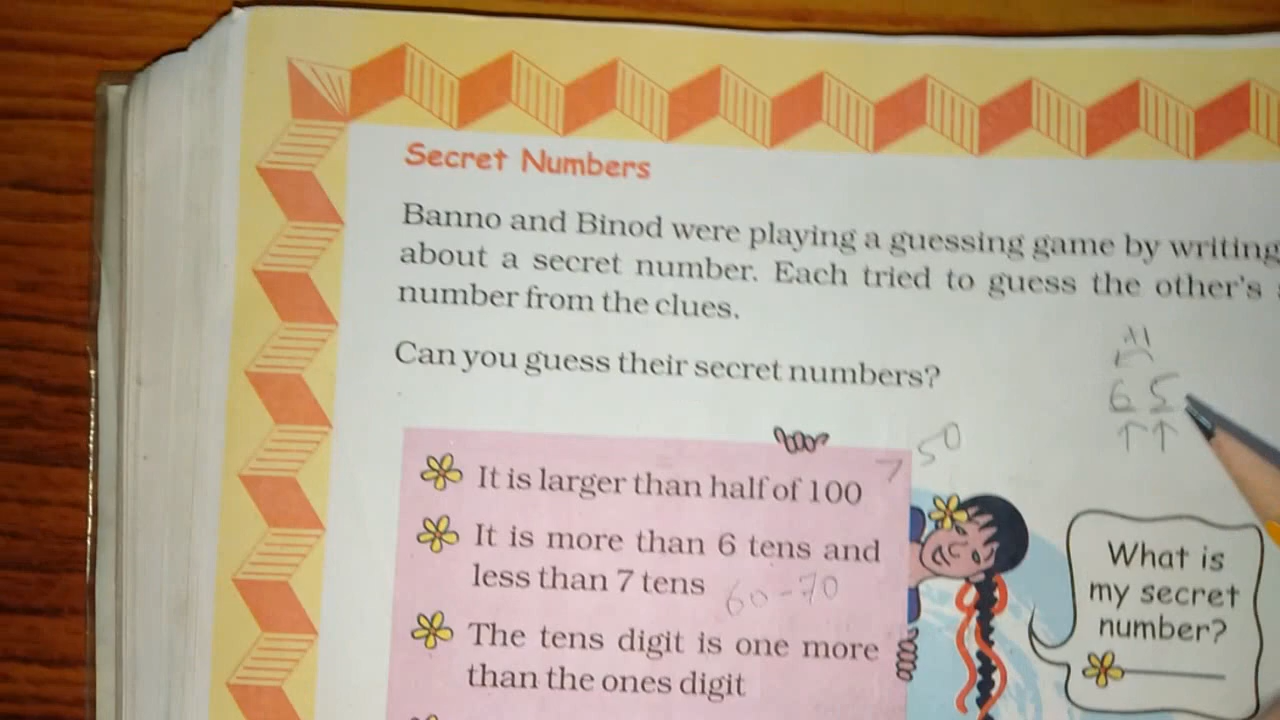 Secret Numbers
Banno and Binod were playing a guessing game by writing
about a secret number. Each tried to guess the other's
number from the clues.
Can you guess their secret numbers?
11
6 5
↑↑
> 50
It is larger than half of 100
It is more than 6 tens and
less than 7 tens 60-70
The tens digit is one more
than the ones digit
What is
my secret
number?